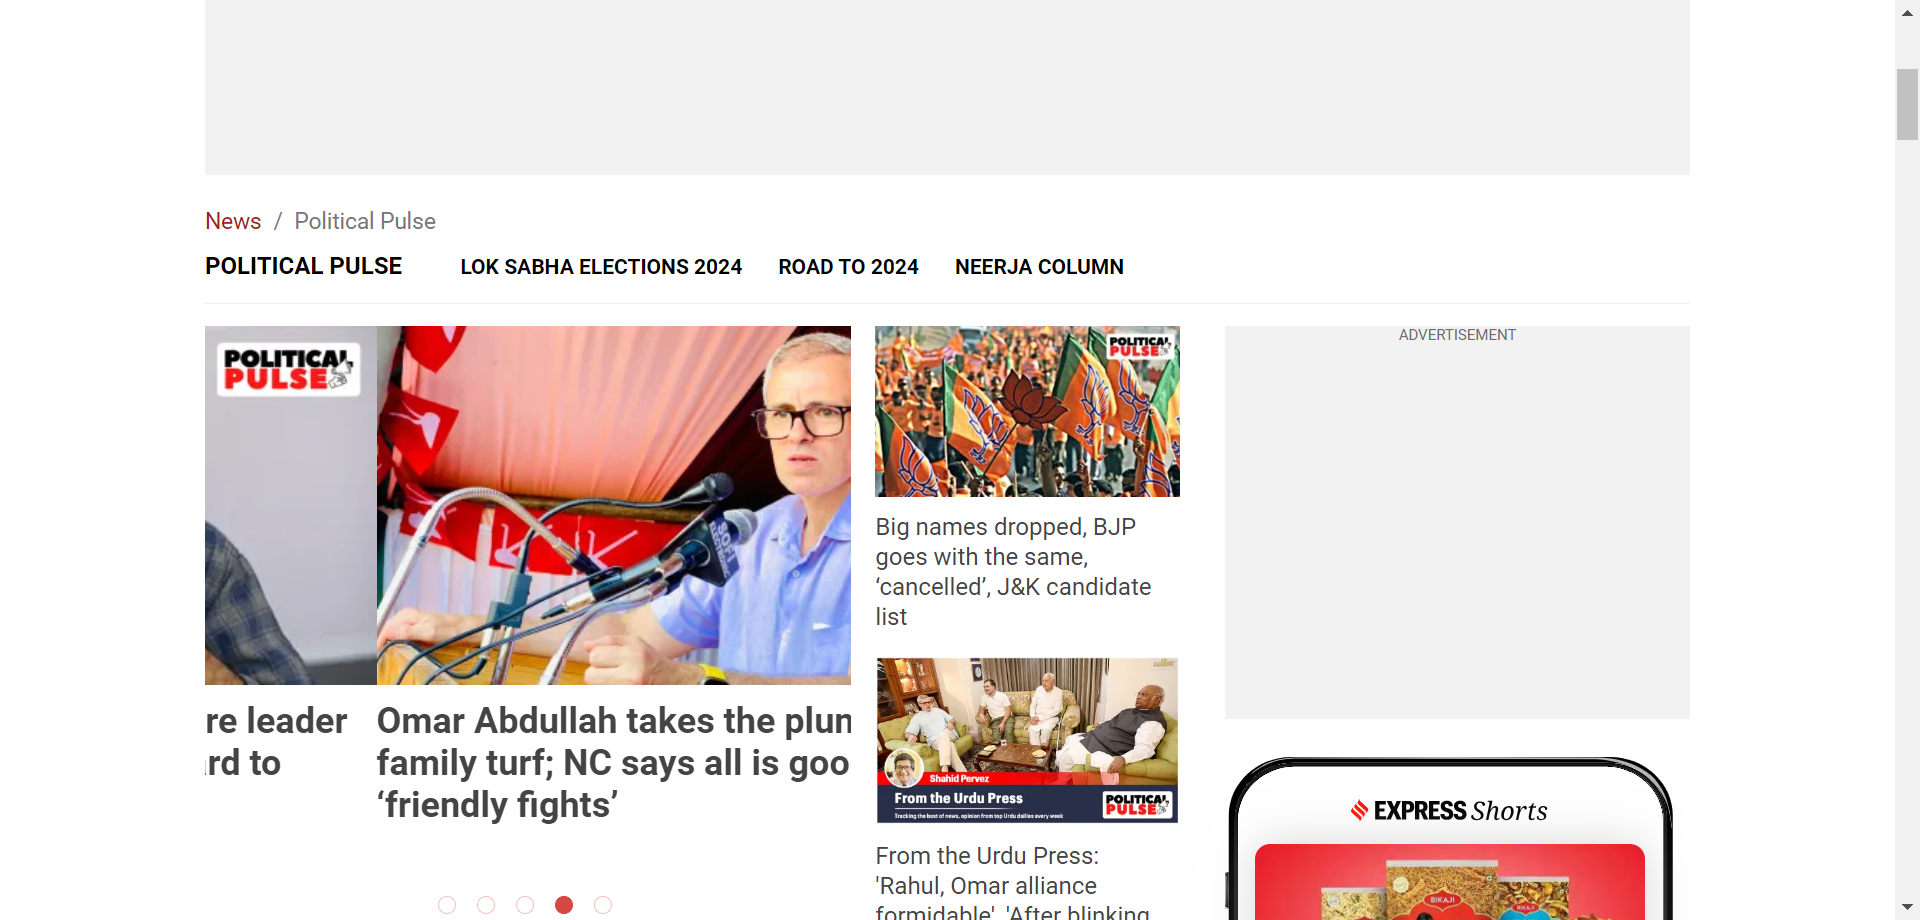 News / Political Pulse
POLITICAL PULSE LOK SABHA ELECTIONS 2024 ROAD TO 2024 NEERJA COLUMN
POLITICAL
PULSE
re leader
rd to
SOFT
Omar Abdullah takes the plun
family turf; NC says all is goo
‘friendly fights’
POLITICAL
PULSE
Big names dropped, BJP
goes with the same,
‘cancelled’, J&K candidate
list
Shahid Pervez
From the Urdu Press
Tracking the best of news, opinion from top Urdu dailies every week
POLITICAL
PULSE
From the Urdu Press:
'Rahul, Omar alliance
formidable', 'After blinking
ADVERTISEMENT
EXPRESS Shorts
BIKAJI
BIKAJI